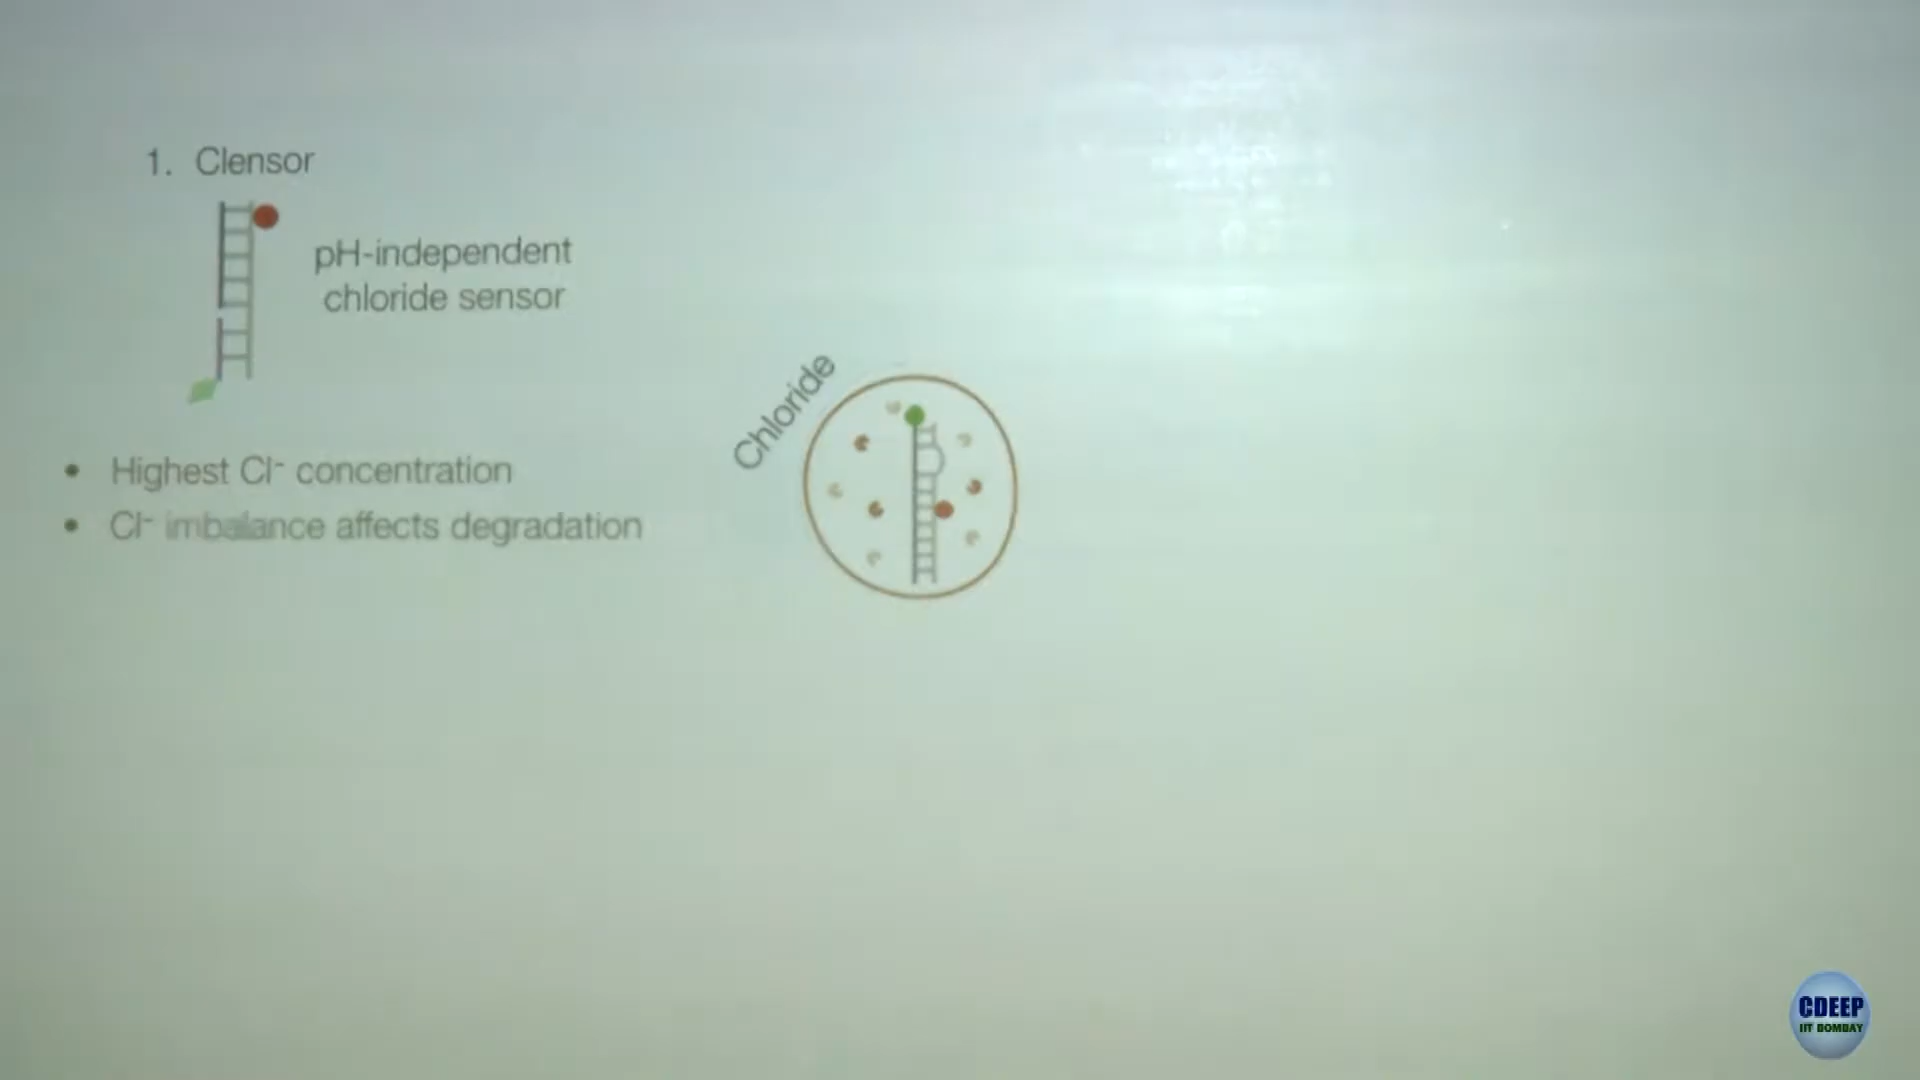 1. Clensor
pH-independent
chloride sensor
Chloride
• Highest Cl⁻ concentration
• Cl⁻ imbalance affects degradation
CDEEP
IIT BOMBAY